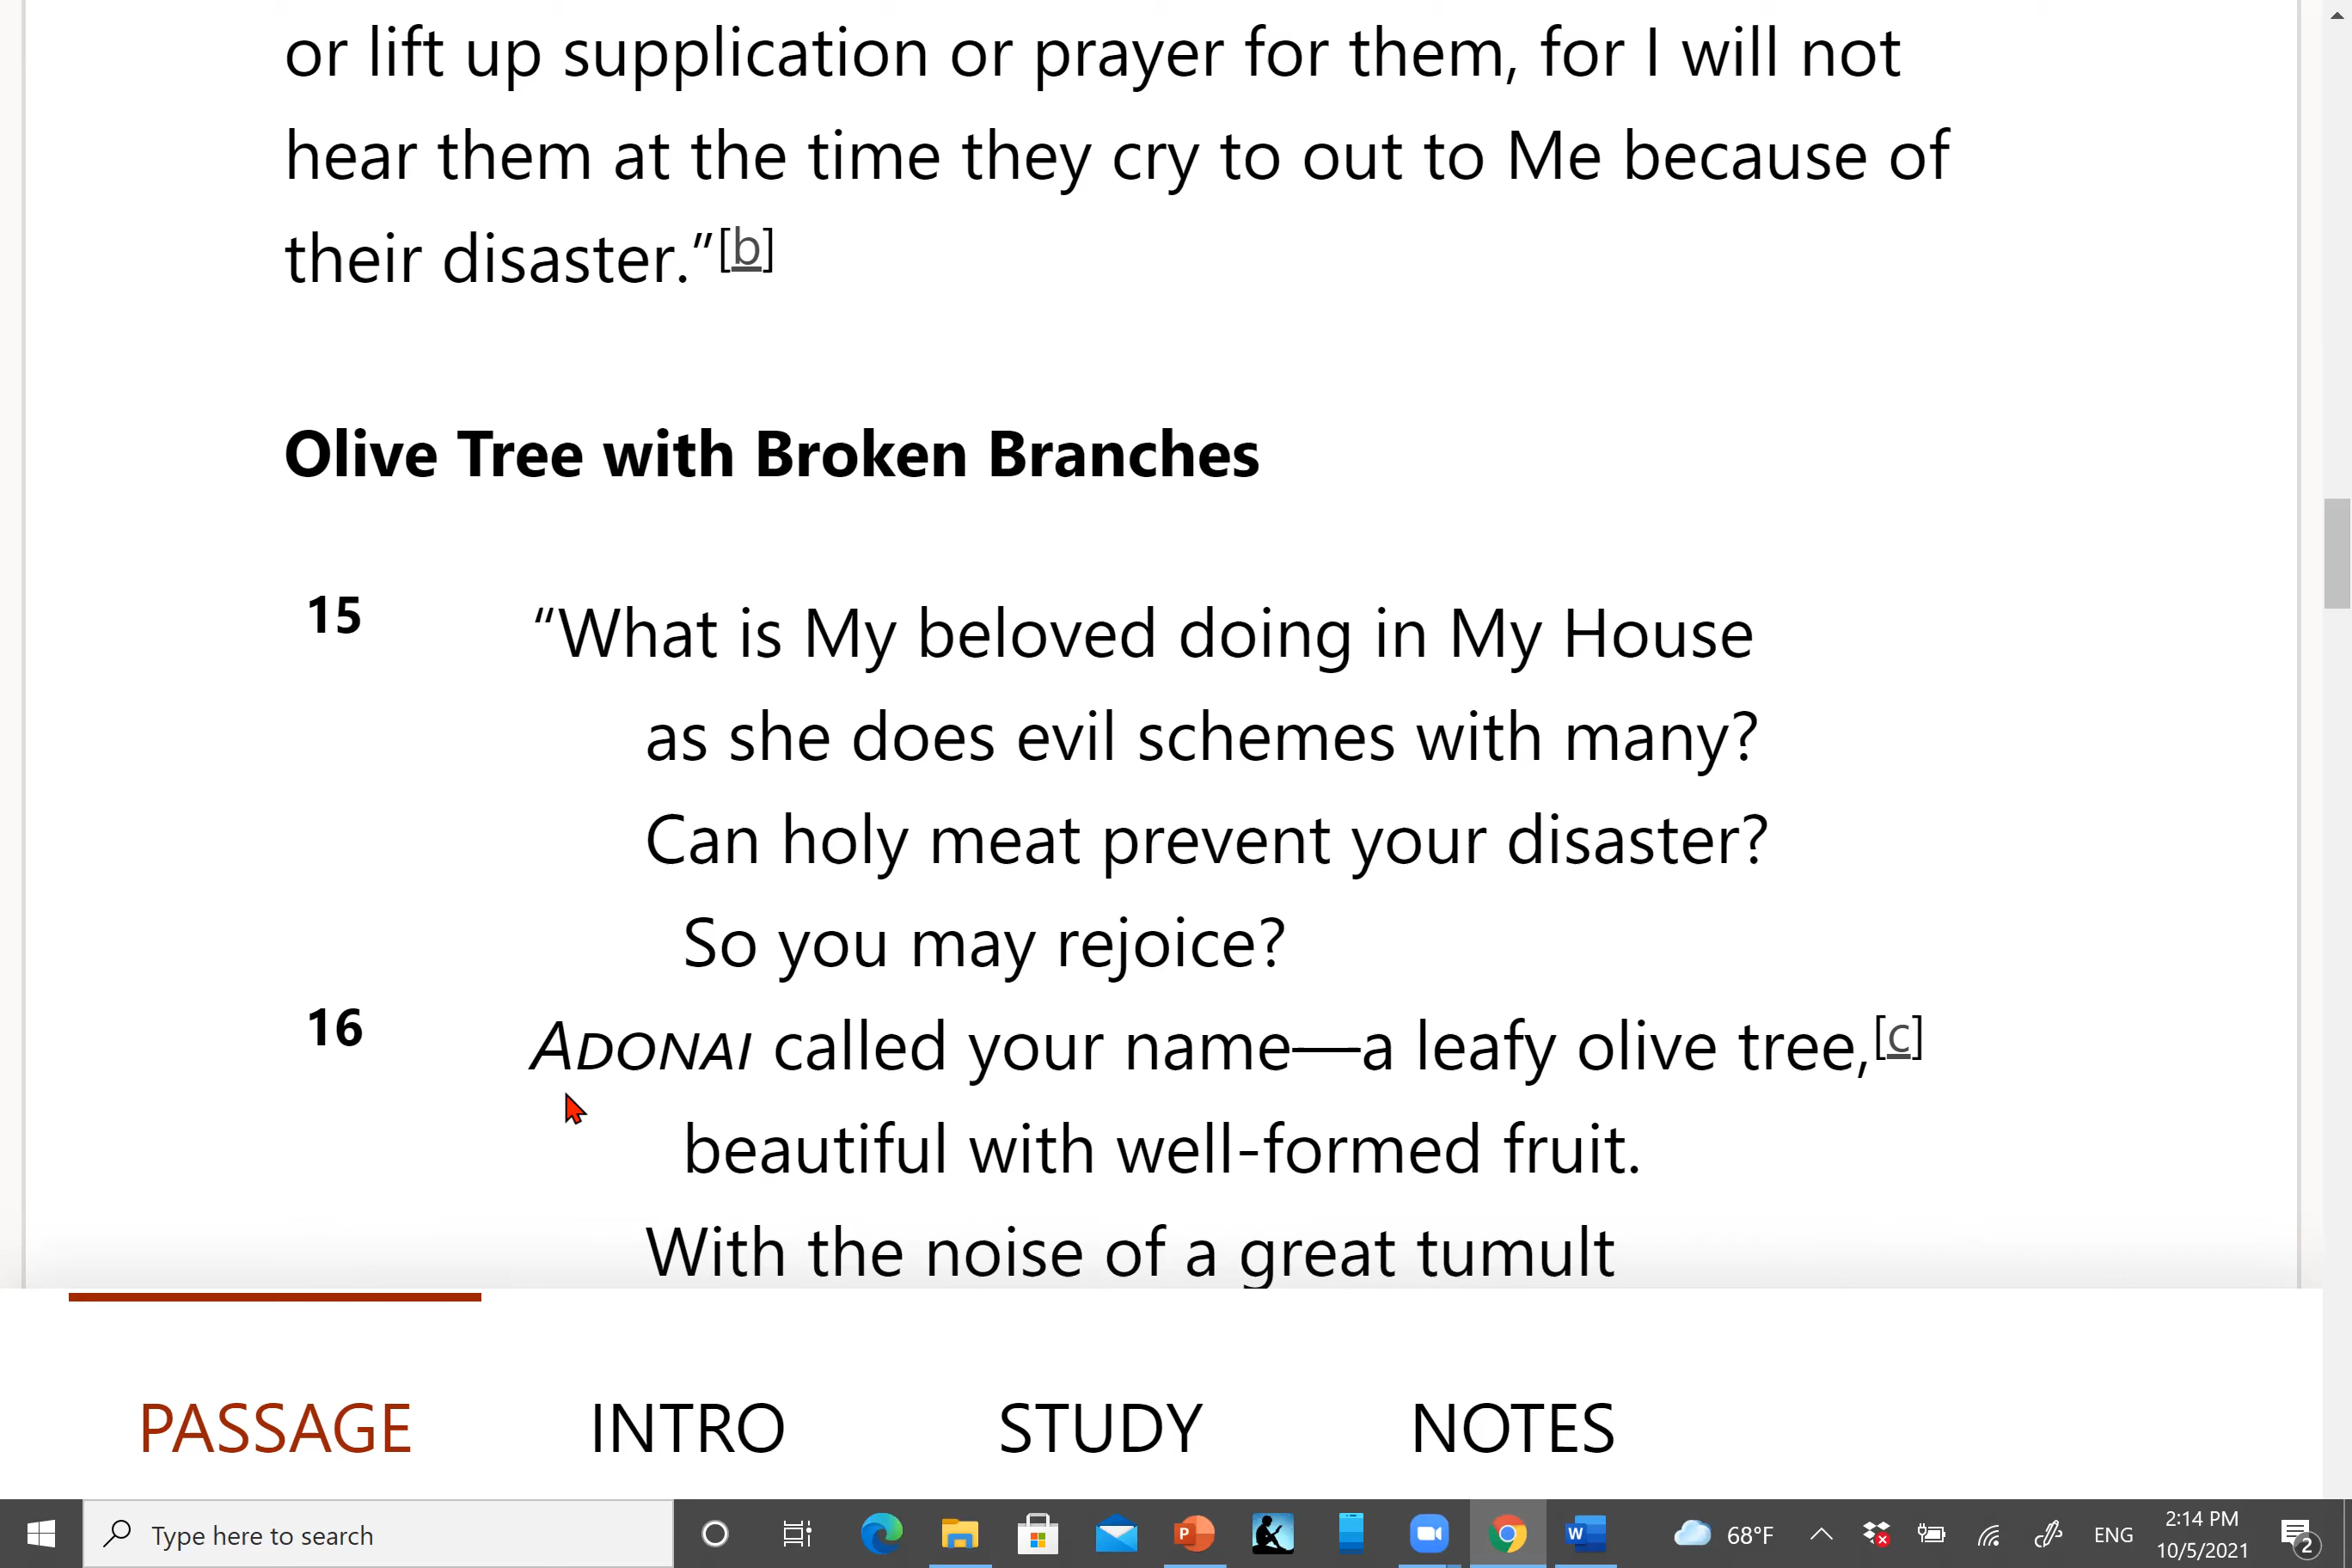 or lift up supplication or prayer for them, for I will not
hear them at the time they cry to out to Me because of
their disaster.”[b]
Olive Tree with Broken Branches
15 “What is My beloved doing in My House
as she does evil schemes with many?
Can holy meat prevent your disaster?
So you may rejoice?
16 ADONAI called your name—a leafy olive tree,[c]
beautiful with well-formed fruit.
With the noise of a great tumult
PASSAGE INTRO STUDY NOTES
Type here to search P W 68°F ENG 2:14 PM 2
10/5/2021